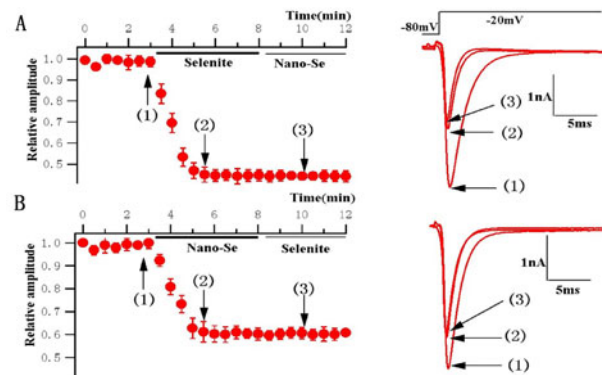 A
Time(min)
0 2 4 6 8 10 12
Selenite Nano-Se
Relative amplitude
1.0
0.9
0.8
0.7
0.6
0.5
(1)
(2)
(3)
-80mV
-20mV
(3)
(2)
(1)
1nA
5ms
B
Time(min)
0 2 4 6 8 10 12
Nano-Se Selenite
Relative amplitude
1.0
0.9
0.8
0.7
0.6
0.5
(1)
(2)
(3)
(3)
(2)
(1)
1nA
5ms